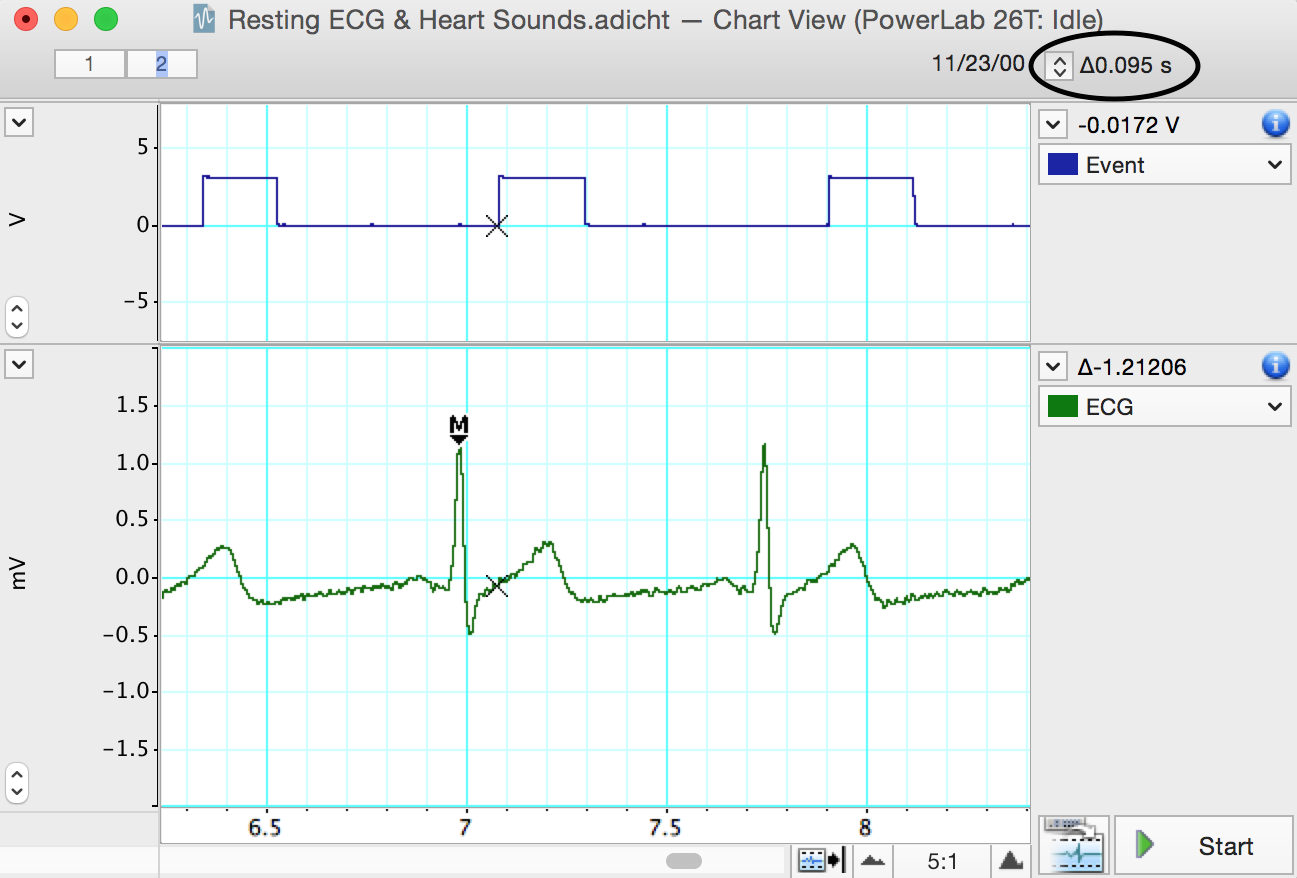 Resting ECG & Heart Sounds.adicht — Chart View (PowerLab 26T: Idle)
1 2 11/23/00 Δ0.095 s
-0.0172 V
Event
5
0
−5
V
Δ-1.21206
ECG
M
1.5
1.0
0.5
0.0
−0.5
−1.0
−1.5
mV
6.5 7 7.5 8
5:1 Start